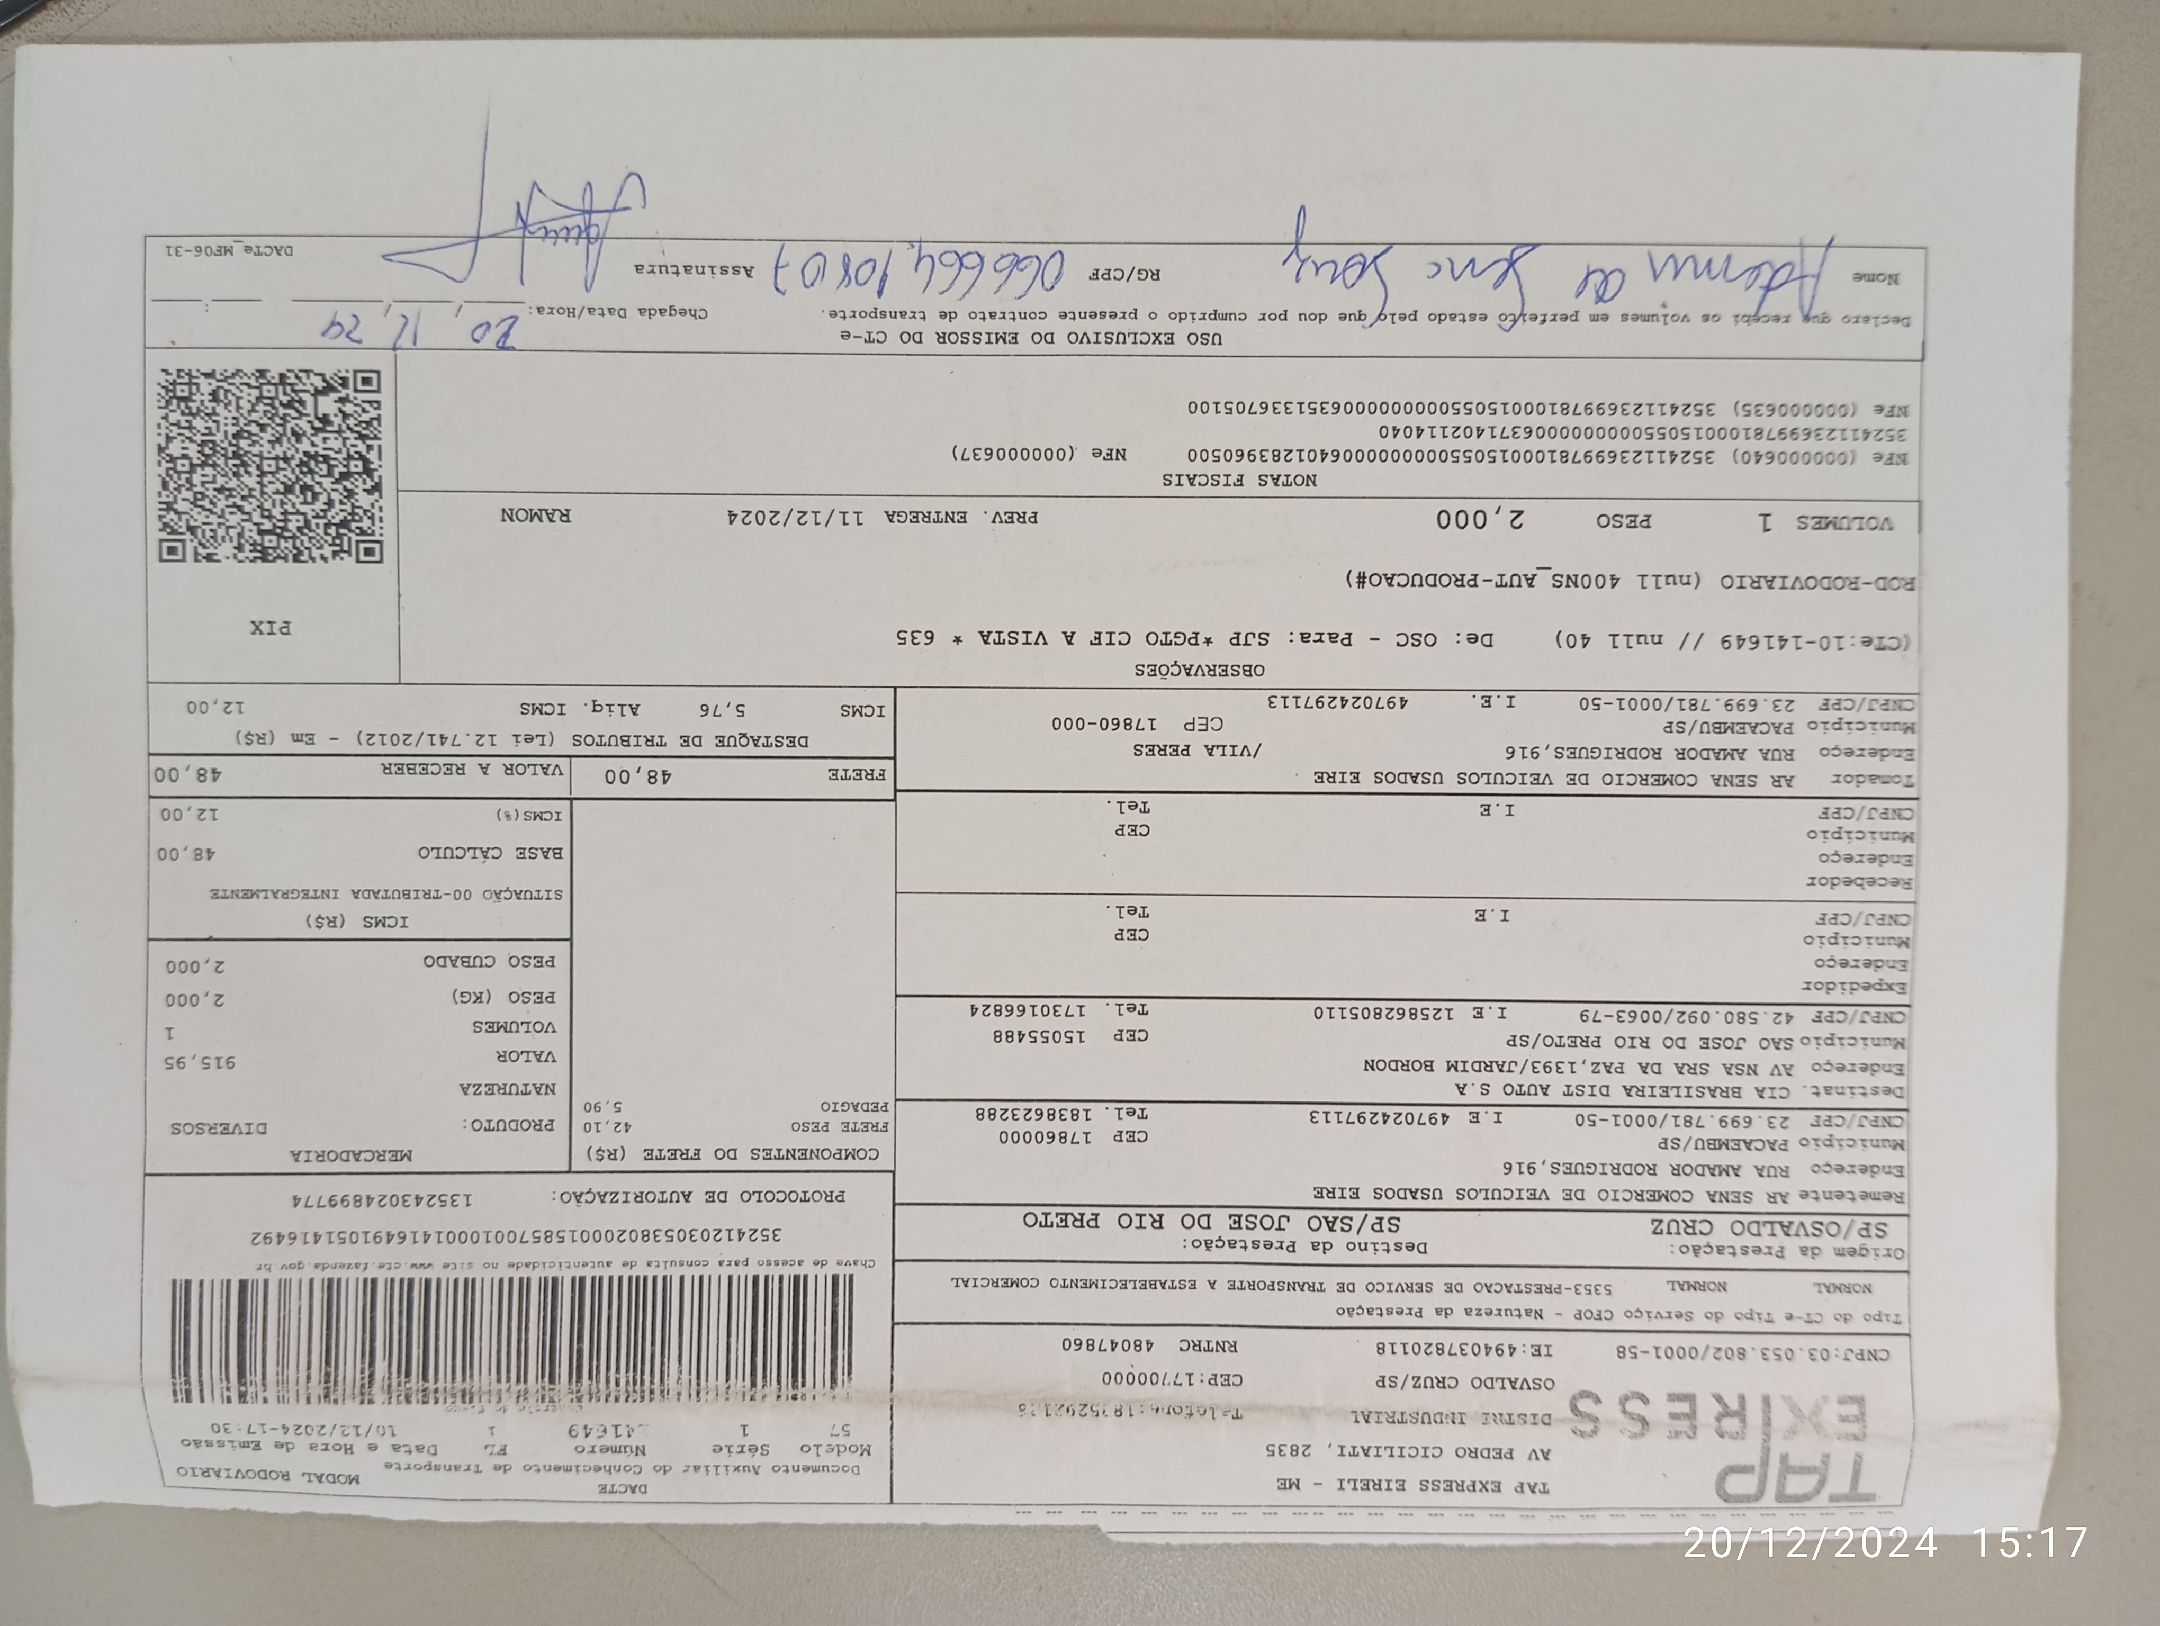 TAP
EXPRESS
TAP EXPRESS EIRELI - ME
AV PEDRO CICILIATI, 2835
DISTRI INDUSTRIAL
OSVALDO CRUZ/SP CEP:17700000
CNPJ:03.053.802/0001-58 IE:49403782​0118 RNTRC 48047860
DACTE
Documento Auxiliar do Conhecimento de Transporte
MODAL RODOVIARIO
Modelo Série Número FL Data e Hora de Emissão
57 1 141649 1 10/12/2024-17:30
Chave de acesso para consulta de autenticidade no site www.cte.fazenda.gov.br
35241203053802000158570010001416491051416492
PROTOCOLO DE AUTORIZAÇÃO: 135243024899774
Tipo do CT-e Tipo do Serviço CFOP - Natureza da Prestação
NORMAL NORMAL 5353-PRESTACAO DE SERVICO DE TRANSPORTE A ESTABELECIMENTO COMERCIAL
Origem da Prestação: Destino da Prestação:
SP/OSVALDO CRUZ SP/SAO JOSE DO RIO PRETO
Remetente AR SENA COMERCIO DE VEICULOS USADOS EIRE
Endereço RUA AMADOR RODRIGUES,916
Municipio PACAEMBU/SP CEP 17860000
CNPJ/CPF 23.699.781/0001-50 I.E 497024297113 Tel. 1838623288
Destinat. CIA BRASILEIRA DIST AUTO S.A
Endereço AV NSA SRA DA PAZ,1393/JARDIM BORDON
Municipio SAO JOSE DO RIO PRETO/SP CEP 15055488
CNPJ/CPF 42.580.092/0063-79 I.E 125862805110 Tel. 1730166824
Expedidor
Endereço
Municipio CEP
CNPJ/CPF I.E Tel.
Recebedor
Endereço
Municipio CEP
CNPJ/CPF I.E Tel.
Tomador AR SENA COMERCIO DE VEICULOS USADOS EIRE
Endereço RUA AMADOR RODRIGUES,916 /VILA PERES
Municipio PACAEMBU/SP CEP 17860-000
CNPJ/CPF 23.699.781/0001-50 I.E. 497024297113
COMPONENTES DO FRETE (R$)
FRETE PESO 42,10
PEDAGIO 5,90
MERCADORIA
PRODUTO: DIVERSOS
NATUREZA
VALOR 915,95
VOLUMES 1
PESO (KG) 2,000
PESO CUBADO 2,000
ICMS (R$)
SITUAÇÃO 00-TRIBUTADA INTEGRALMENTE
BASE CÁLCULO 48,00
ICMS(%) 12,00
FRETE 48,00 VALOR A RECEBER 48,00
DESTAQUE DE TRIBUTOS (Lei 12.741/2012) - Em (R$)
ICMS 5,76 Aliq. ICMS 12,00
OBSERVAÇÕES
(CTe:10-141649 // null 40) De: OSC - Para: SJP *PGTO CIF A VISTA * 635
ROD-RODOVIARIO (null 400NS_AUT-PRODUCAO#)
PIX
VOLUMES 1 PESO 2,000 PREV. ENTREGA 11/12/2024 RAMON
NOTAS FISCAIS
NFe (00000640) 35241123699781000150550000000006401283960500 NFe (00000637)
35241123699781000150550000000006371402114040
NFe (00000635) 35241123699781000150550000000006351336705100
USO EXCLUSIVO DO EMISSOR DO CT-e
Declaro que recebi os volumes em perfeito estado pelo que dou por cumprido o presente contrato de transporte.
Chegada Data/Hora: 20, 12, 24 :
Nome Ademir de Sena Souz RG/CPF 066664,10807 Assinatura
DACTe_MF06-31
20/12/2024 15:17